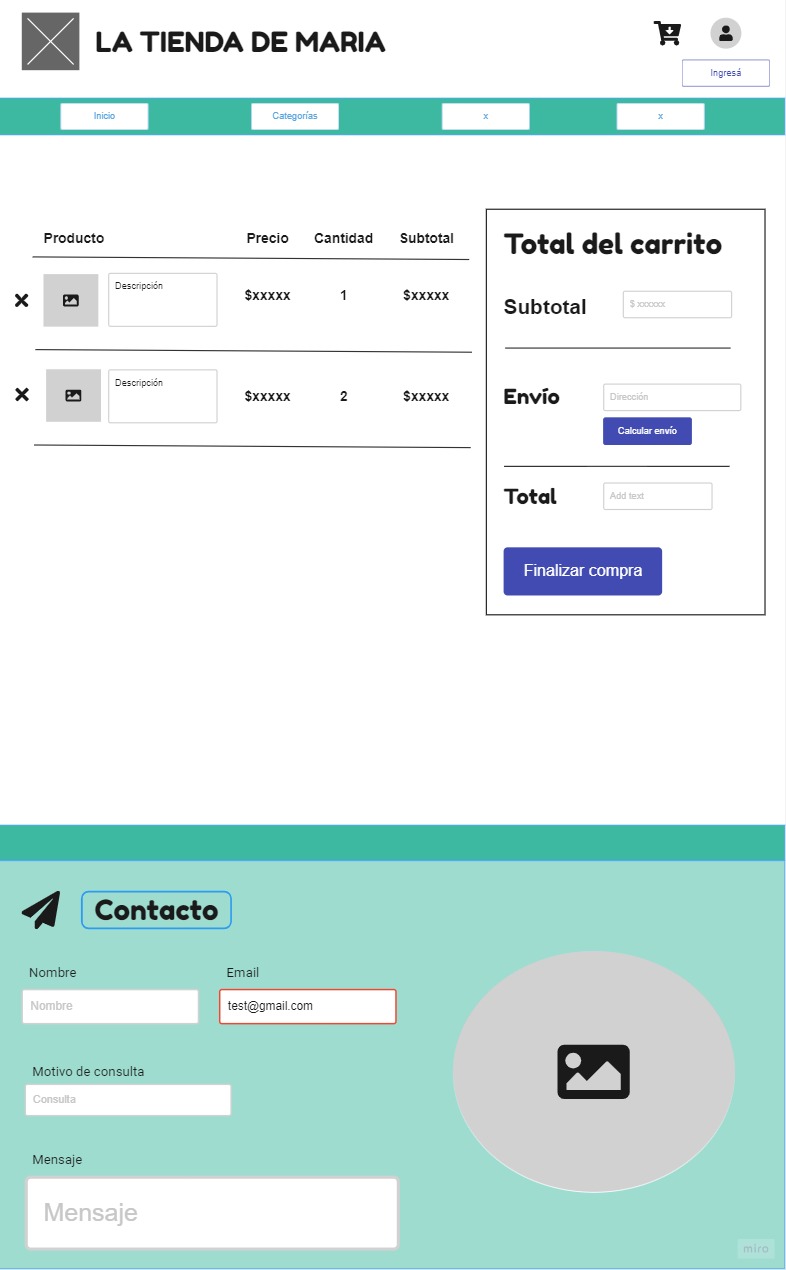 LA TIENDA DE MARIA
Ingresá
Inicio
Categorías
x
x
Producto Precio Cantidad Subtotal
Descripción
$xxxxx 1 $xxxxx
Descripción
$xxxxx 2 $xxxxx
Total del carrito
Subtotal $ xxxxxx
Envío Dirección
Calcular envío
Total Add text
Finalizar compra
Contacto
Nombre Email
Nombre test@gmail.com
Motivo de consulta
Consulta
Mensaje
Mensaje
miro